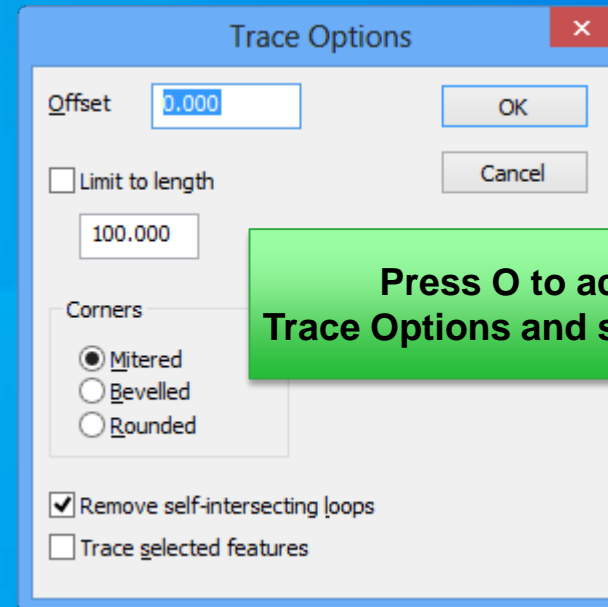 Trace Options
Offset 0.000 OK
Limit to length Cancel
100.000
Press O to
Trace Options and
Corners
Mitered
Bevelled
Rounded
Remove self-intersecting loops
Trace selected features